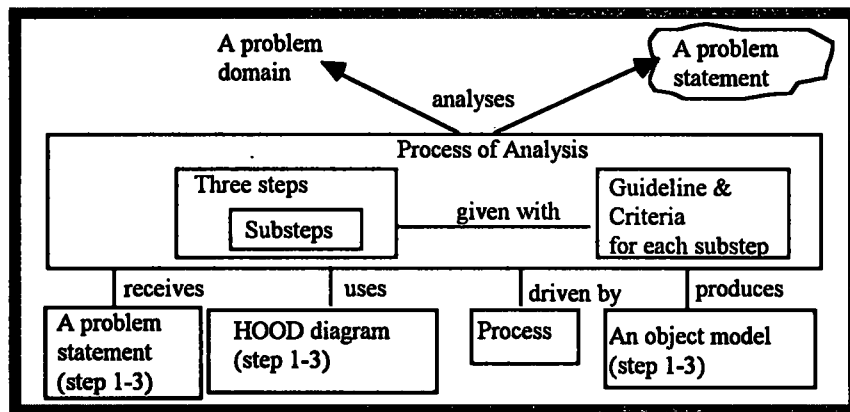 A problem
domain
A problem
statement
analyses
Process of Analysis
Three steps
Substeps
given with
Guideline &
Criteria
for each substep
receives
uses
driven by
produces
A problem
statement
(step 1-3)
HOOD diagram
(step 1-3)
Process
An object model
(step 1-3)